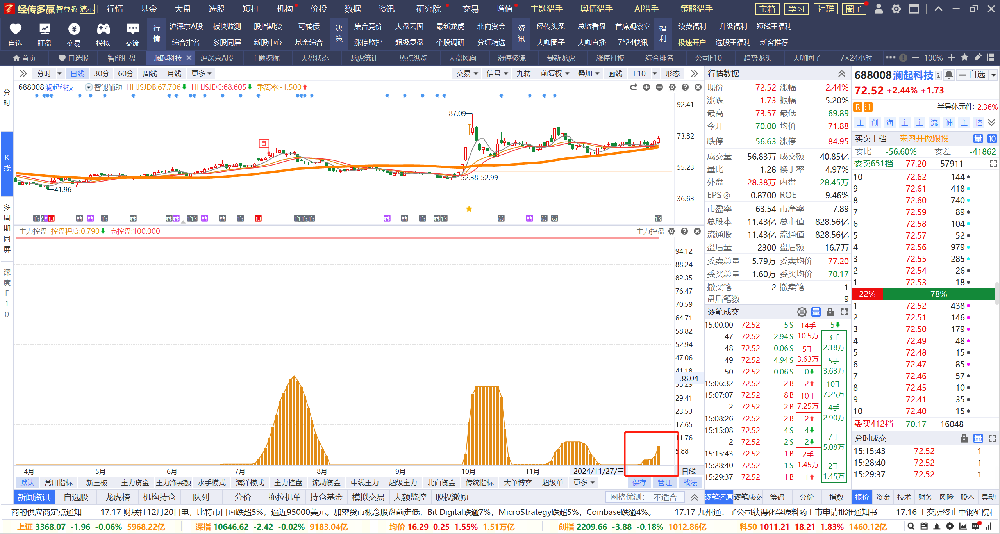 经传多赢 智尊版 演示 行情 基金 大盘 选股 短打 机构 价投 数据 资讯 研究院 交易 增值 主题猎手 舆情猎手 AI猎手 策略猎手 宝箱 学习 社群 圈子
自选 盯盘 交易 模拟 交流
行情 沪深京A股 板块监测 股指期货 可转债 决策 集合竞价 大盘云图 最新龙虎 北向资金 资讯 经传头条 总监看盘 首席观察室 福利 续费福利 升级福利 短线王福利
综合排名 多股同屏 新股中心 基金综合 涨停监控 超级复盘 个股调研 分红精选 大咖圈子 大咖直播 7*24快讯 极速开户 选股王福利 新客推荐
首页 自选股 智能盯盘 澜起科技 沪深京A股 主题挖掘 大盘状态 龙虎统计 热点纵览 大盘风向 涨停棱镜 最新龙虎 涨停打板 综合排名 公司F10 趋势龙头 大咖圈子 7×24小时 100%
分时 日线 30分 60分 周线 月线 更多 交易 信号 九转 前复权 叠加 画线 F10 形态
688008 澜起科技 智能辅助 HHJSJDB:67.706 HHJSJDC:68.605 乖离率:-1.500
分时
K线
多周期同屏
深度F10
92.41
87.09
73.82
自
55.23
52.38-52.99
41.96
36.63
主力控盘 控盘程度:0.790 高控盘:100.000 主力控盘
94.12
88.24
82.35
76.47
70.59
64.71
58.82
52.94
47.06
41.18
38.04
29.41
23.53
17.65
11.76
5.88
4月 5月 6月 7月 8月 9月 10月 11月 2024/11/27/三 日线
默认 常用指标 新三板 主力资金 主力净买额 水手模式 海洋模式 主力控盘 流动资金 中线主力 超级主力 北向资金 传统指标 大单博弈 超级单 更多 保存 管理 战法
新闻资讯 自选股 龙虎榜 机构持仓 队列 分价 拖拉机单 持仓基金 模拟交易 大额监控 股权激励 网格优测: 不适合
行情数据
现价 72.52 涨幅 2.44%
涨跌 1.73 振幅 5.20%
最高 73.57 最低 69.89
今开 70.00 均价 71.88
跌停 56.63 涨停 84.95
成交量 56.83万 成交额 40.85亿
量比 1.28 换手率 4.97%
外盘 28.38万 内盘 28.45万
EPS ③ 0.8700 ROE 9.46%
市盈率 63.54 市净率 7.89
总股本 11.43亿 总市值 828.56亿
流通股 11.43亿 流通值 828.56亿
盘后量 2300 盘后额 16.7万
委卖总量 5.79万 委卖均价 77.20
委买总量 1.60万 委买均价 70.17
撤买笔 2 撤卖笔 1
盘后笔数 9
逐笔成交 单 量
15:00:00 72.52 5 S
47 72.52 2.94 S
48 72.52 0.06 S
49 72.52 4.94 S
50 72.52 0.06 S
15:06:32 72.52 2 B
15:07:07 72.52 8 B
2 72.52 2 B
15:08:26 72.52 2 B
15:15:08 72.52 4 S
2 72.52 2 S
15:15:43 72.52 1 B
15:28:40 72.52 1 S
15:29:37 72.52 1 B
14手
10.5万
5手
3.63万
0
2
10手
7.25万
2
4
2
2手
1.45万
1
5
3手
2.18万
5手
3.63万
10手
7.25万
4手
2.90万
7手
5.08万
2手
1.45万
逐笔还原 逐笔成交 筹码 分价 指数
688008 澜起科技 自选
72.52 +2.44% +1.73
R 注 半导体元件: 2.36%
主 创 海 主 主 流 神 主 控
买卖十档 来粤开做跟投 量 10
委比 -56.60% 委差 -41862
委卖651档 77.20 57911
10 72.62 144
9 72.61 418
8 72.60 740
7 72.59 89
6 72.58 104
5 72.57 52
4 72.56 979
3 72.55 285
2 72.54 26
1 72.53 18
22% 78%
1 72.52 438
2 72.51 146
3 72.50 179
4 72.49 48
5 72.48 15
6 72.47 85
7 72.46 57
8 72.45 10
9 72.41 35
10 72.40 15
委买412档 70.17 16048
分时成交 量
15:15:43 72.52 1
15:28:40 72.52 1
15:29:37 72.52 1
报价 资金 技术 财务 风险 股本 异动
商的供应商定点通知 17:17 财联社12月20日电，比特币日内跌超5%，逼近95000美元。加密货币概念股盘前走低，Bit Digital跌逾7%，MicroStrategy跌超5%，Coinbase跌逾4%。 17:17 九州通：子公司获得化学原料药上市申请批准通知书 17:16 上交所终止中钢矿院
上证 3368.07 -1.96 -0.06% 5968.22亿 深指 10646.62 -2.42 -0.02% 9183.04亿 均价 16.29 0.25 1.55% 1.51万亿 创指 2209.66 -3.88 -0.18% 1012.86亿 科50 1011.21 18.21 1.83% 1460.12亿